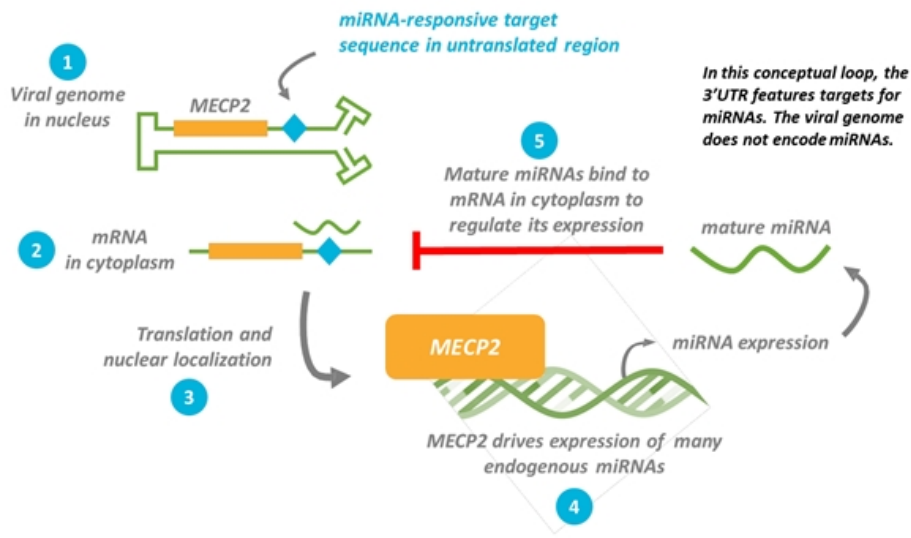 miRNA-responsive target
sequence in untranslated region
1
Viral genome
in nucleus
MECP2
In this conceptual loop, the
3'UTR features targets for
miRNAs. The viral genome
does not encode miRNAs.
5
Mature miRNAs bind to
mRNA in cytoplasm to
regulate its expression
2
mRNA
in cytoplasm
mature miRNA
Translation and
nuclear localization
3
MECP2
miRNA expression
MECP2 drives expression of many
endogenous miRNAs
4